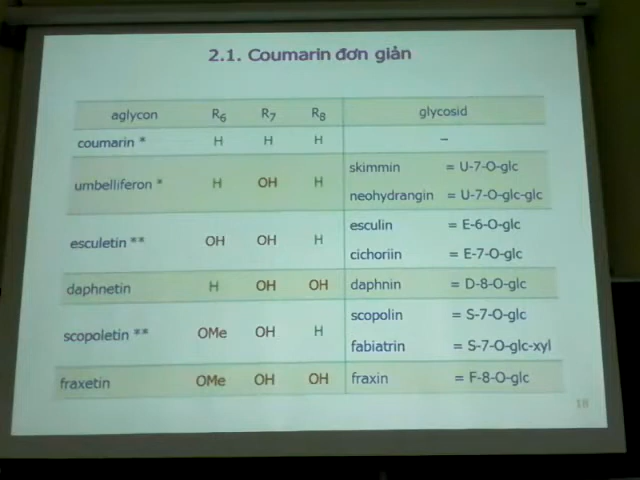 2.1. Coumarin đơn giản
aglycon R6 R7 R8 glycosid
coumarin * H H H –
umbelliferon * H OH H
skimmin = U-7-O-glc
neohydrangin = U-7-O-glc-glc
esculetin ** OH OH H
esculin = E-6-O-glc
cichoriin = E-7-O-glc
daphnetin H OH OH daphnin = D-8-O-glc
scopoletin ** OMe OH H
scopolin = S-7-O-glc
fabiatrin = S-7-O-glc-xyl
fraxetin OMe OH OH fraxin = F-8-O-glc
18